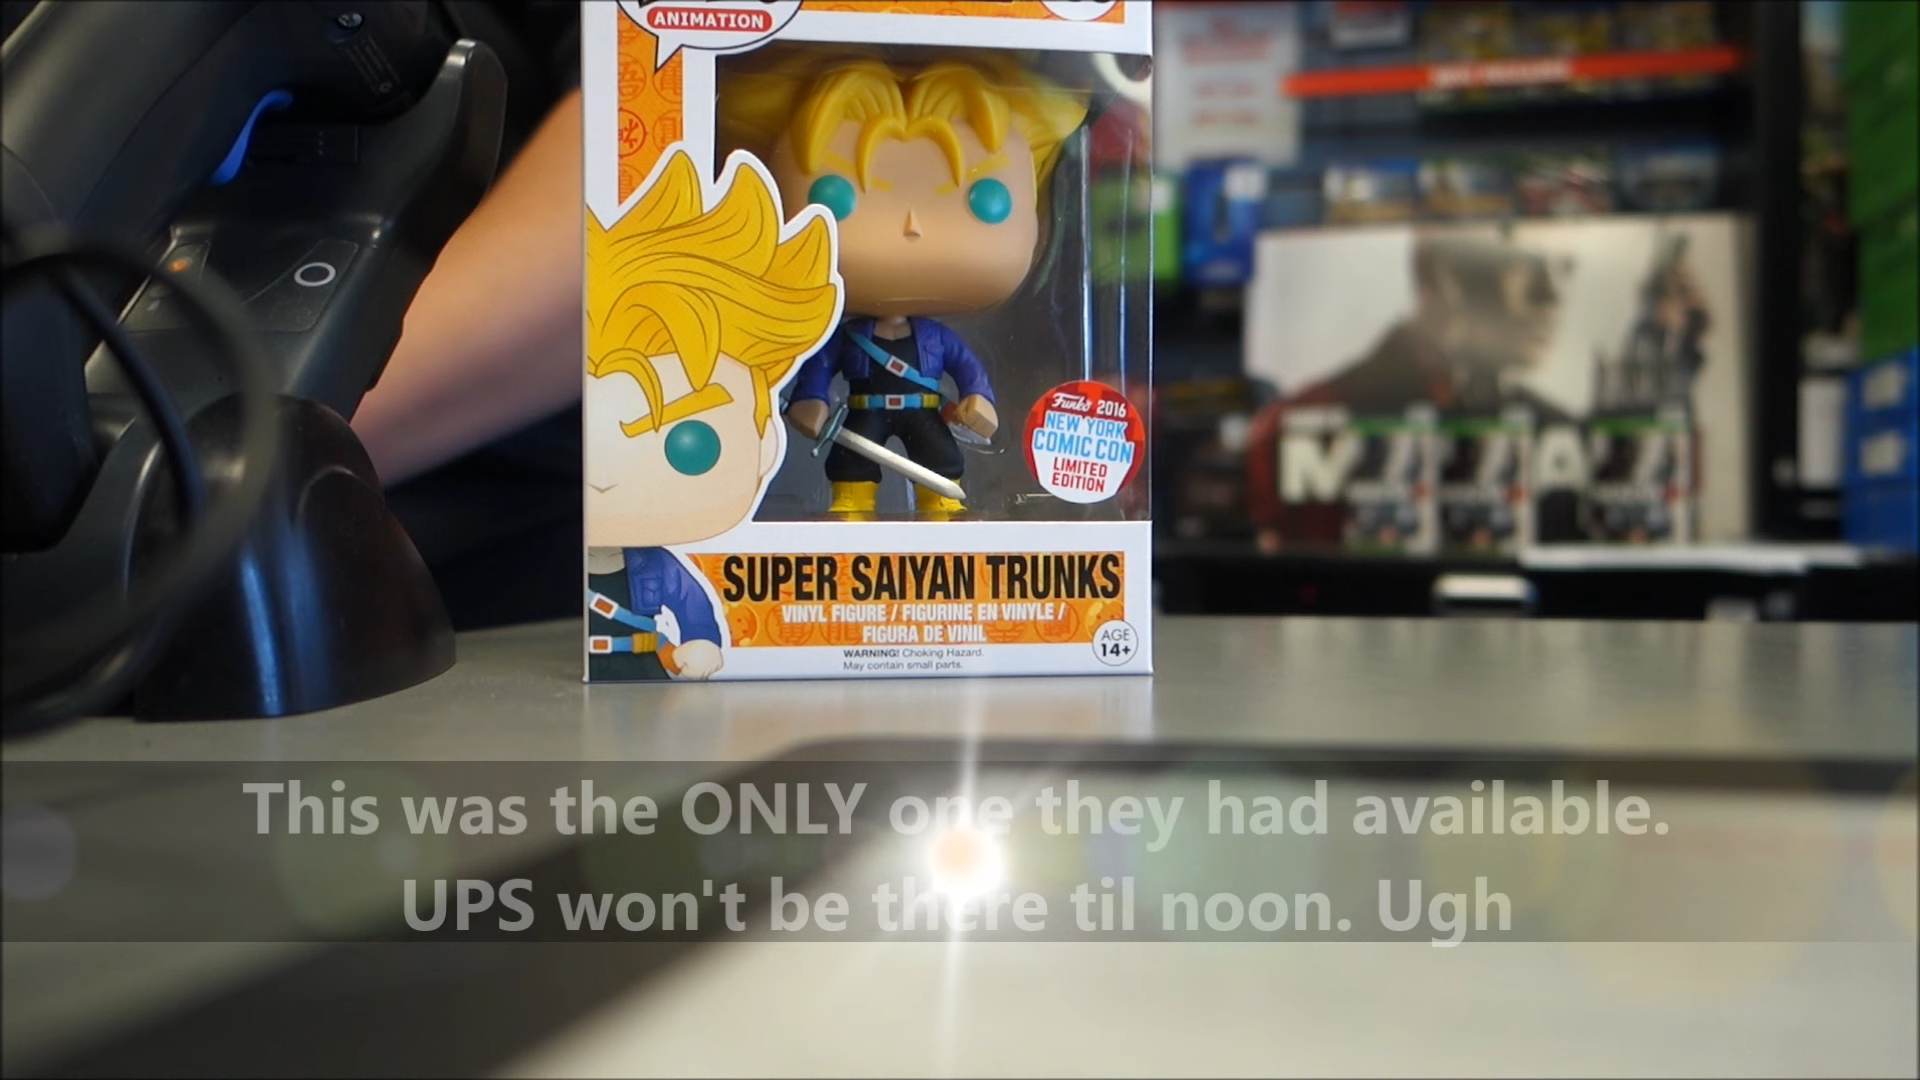 ANIMATION
Funko 2016
NEW YORK
COMIC CON
LIMITED
EDITION
SUPER SAIYAN TRUNKS
VINYL FIGURE / FIGURINE EN VINYLE /
FIGURA DE VINIL
WARNING! Choking Hazard.
May contain small parts.
AGE
14+
This was the ONLY one they had available.
UPS won't be there til noon. Ugh